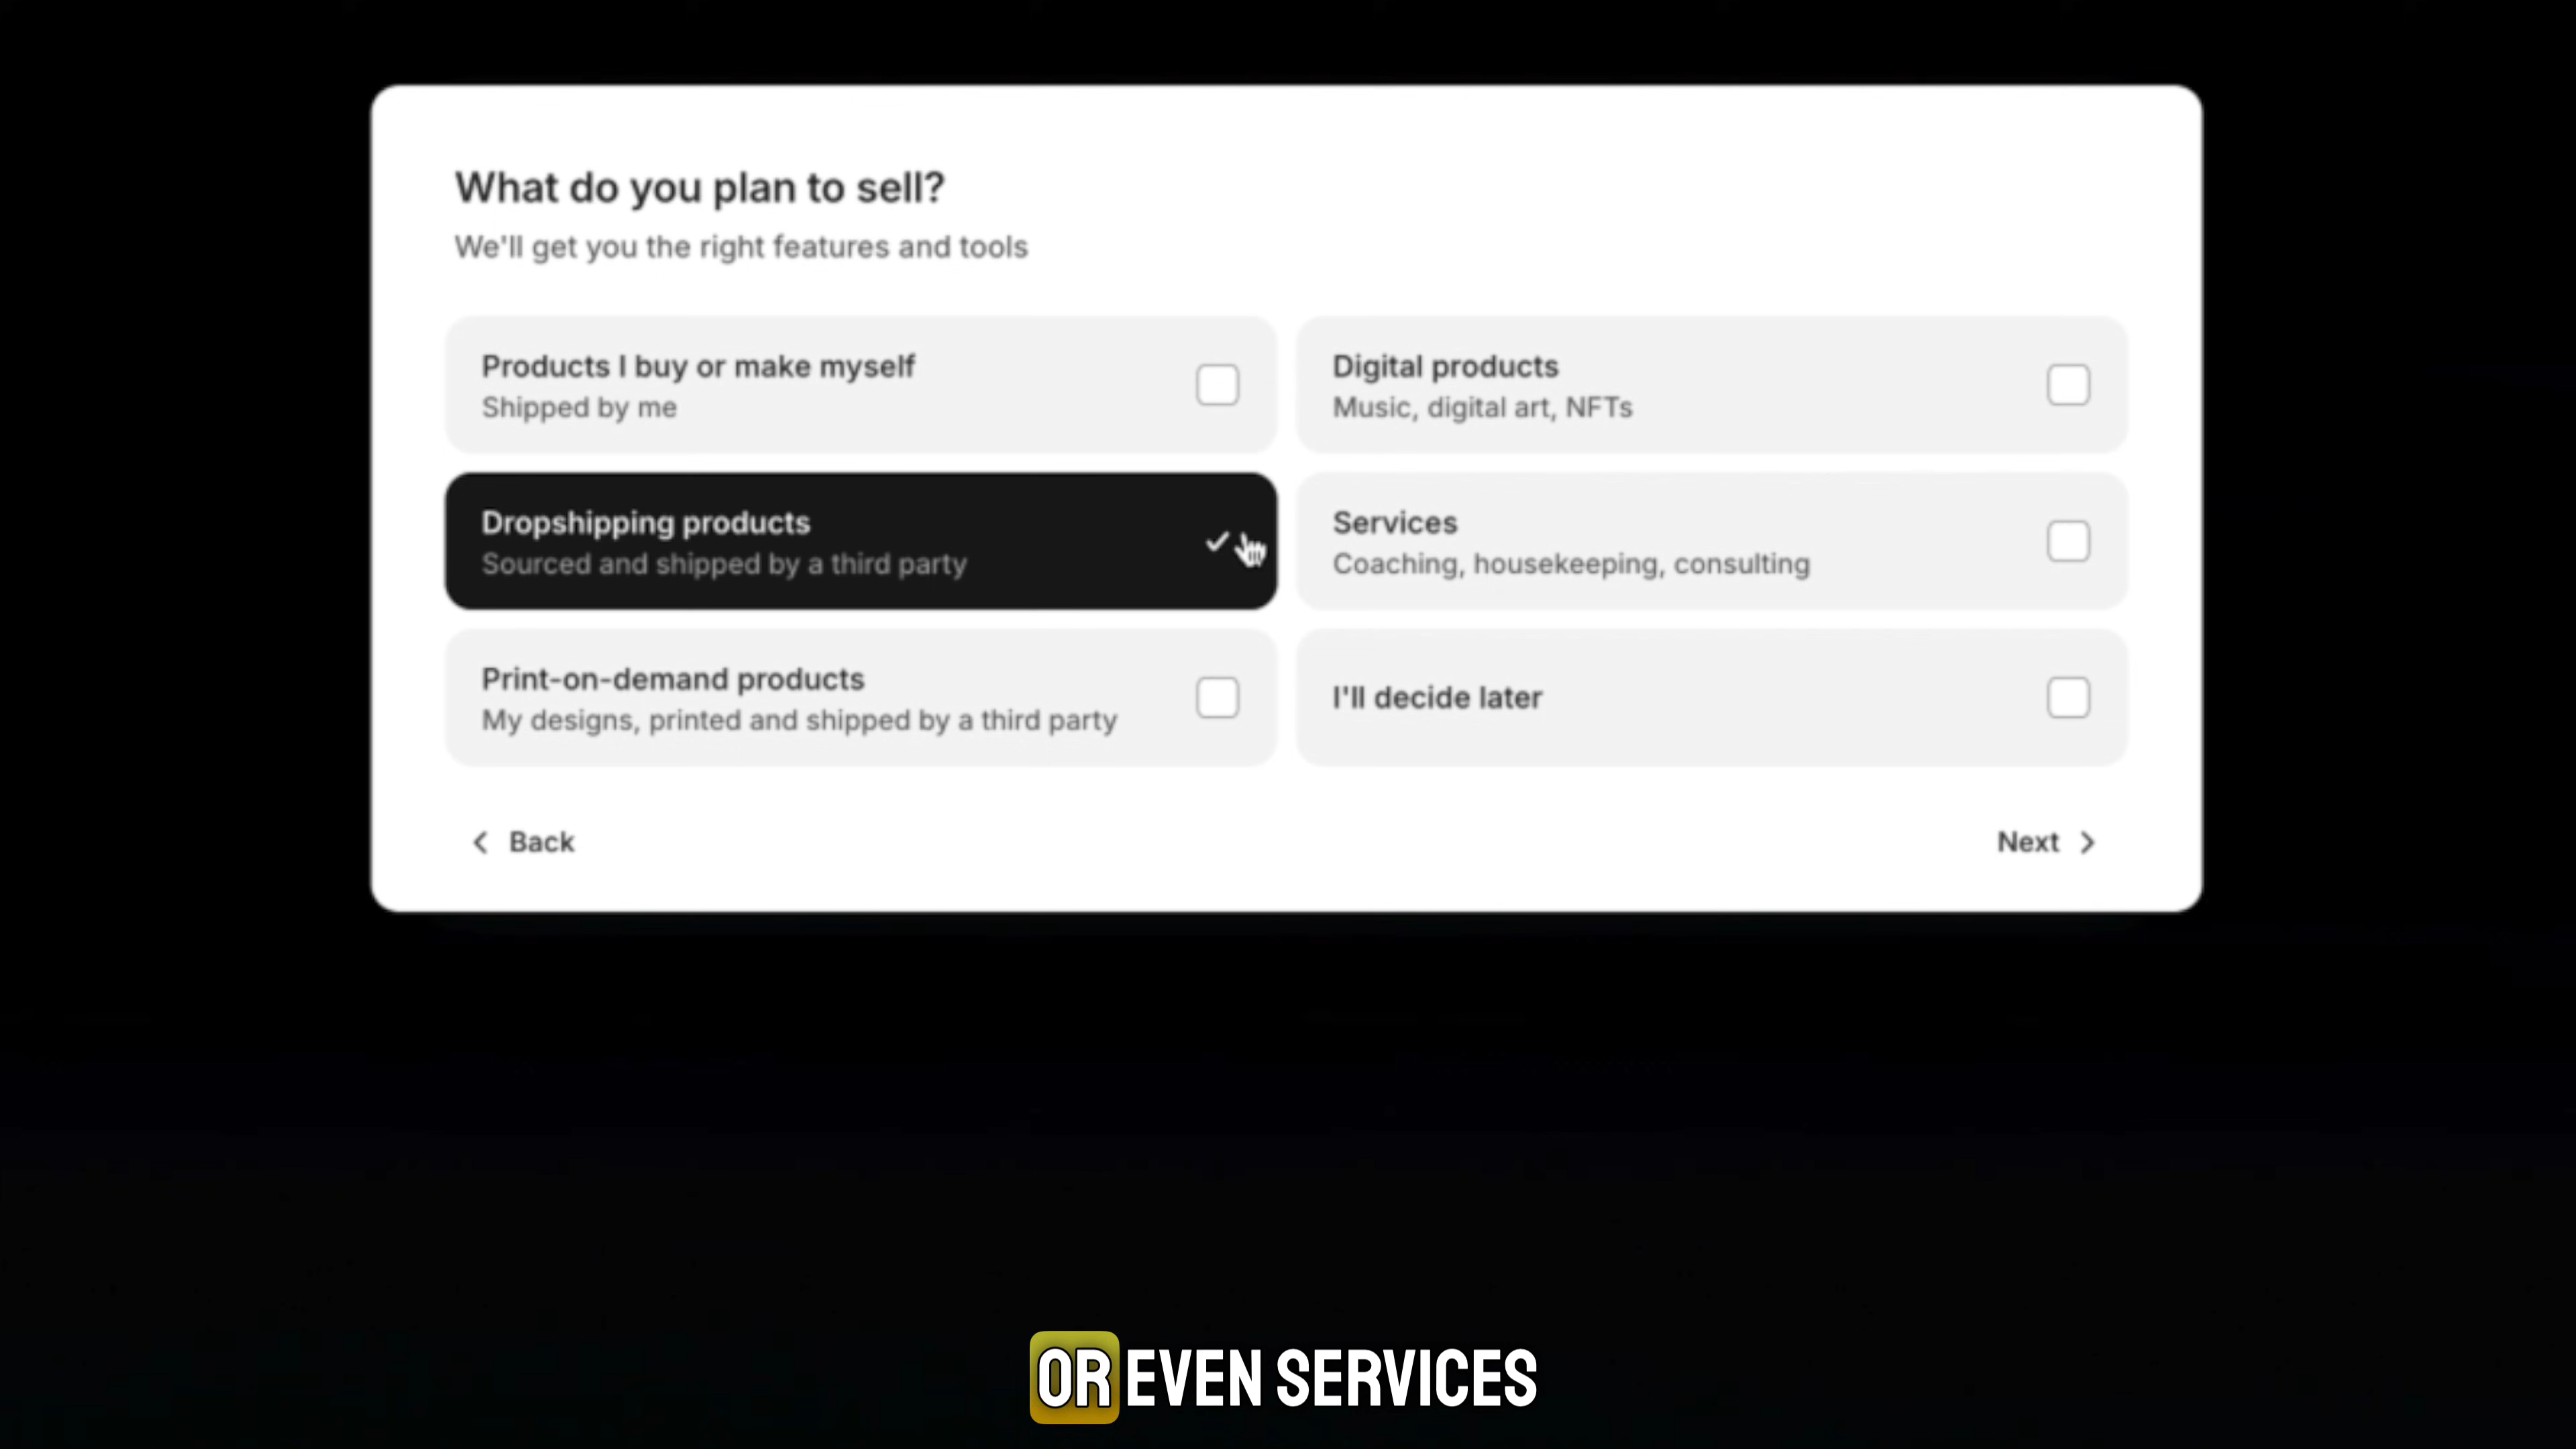 What do you plan to sell?
We'll get you the right features and tools
Products I buy or make myself
Shipped by me
Digital products
Music, digital art, NFTs
Dropshipping products
Sourced and shipped by a third party
Services
Coaching, housekeeping, consulting
Print-on-demand products
My designs, printed and shipped by a third party
I'll decide later
Back
Next
OR EVEN SERVICES